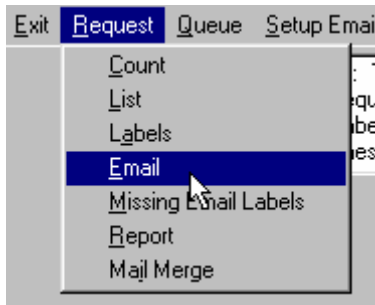 Exit Request Queue Setup Emai
Count
List
Labels
Email
Missing Email Labels
Report
Mail Merge